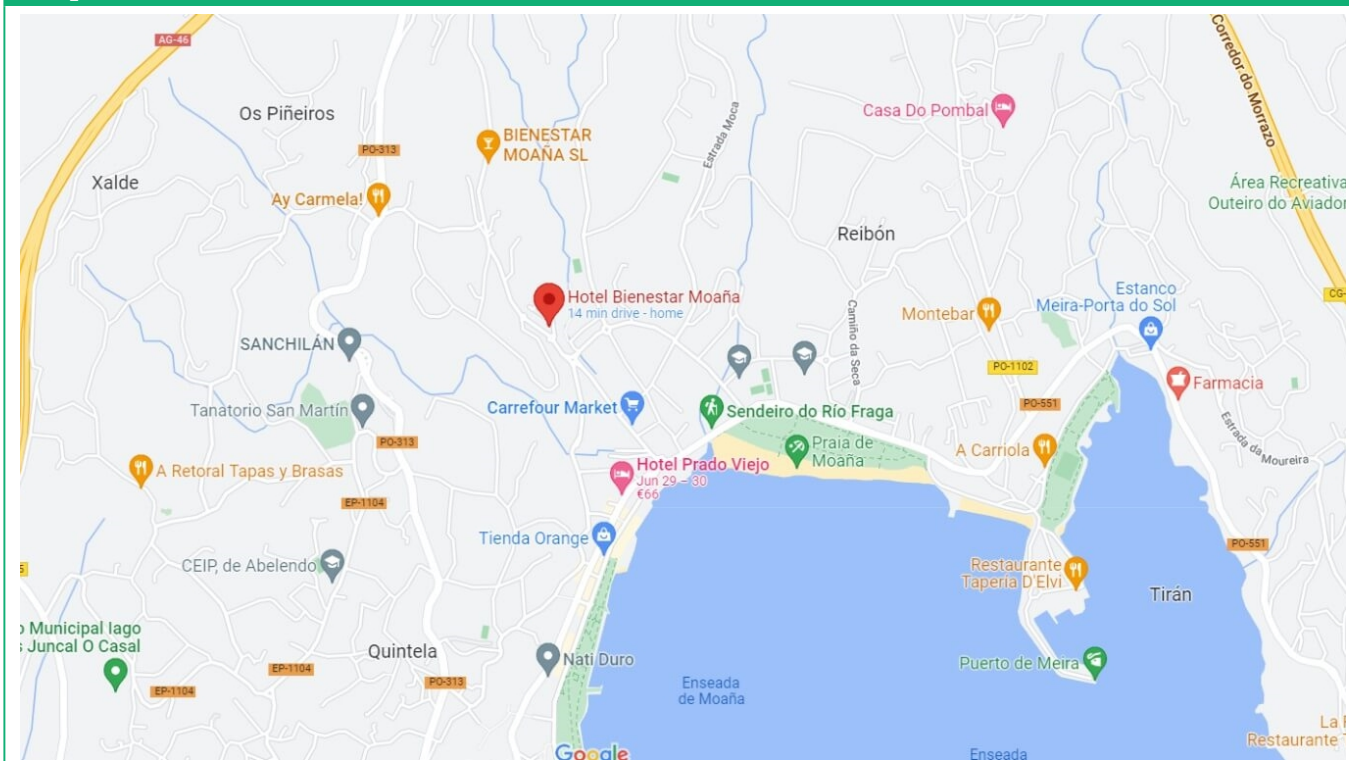 AG-46
Corredor do Morrazo
Os Piñeiros
Casa Do Pombal
BIENESTAR
MOAÑA SL
Estrada Moca
PO-313
Xalde
Ay Carmela!
Área Recreativa
Outeiro do Aviador
Reibón
Hotel Bienestar Moaña
14 min drive - home
Estanco
Meira-Porta do Sol
CG-
Montebar
Camiño da Seca
SANCHILÁN
PO-1102
Farmacia
Tanatorio San Martín
Carrefour Market
Sendeiro do Río Fraga
PO-551
PO-313
Praia de
Moaña
A Carriola
Estrada da Moureira
A Retoral Tapas y Brasas
Hotel Prado Viejo
Jun 29 – 30
€66
EP-1104
Tienda Orange
PO-551
CEIP, de Abelendo
5
Restaurante
Taperia D'Elvi
Tirán
o Municipal Iago
s Juncal O Casal
Quintela
Nati Duro
Puerto de Meira
EP-1104
PO-313
EP-1104
Enseada
de Moaña
La
Restaurante
Google
Enseada